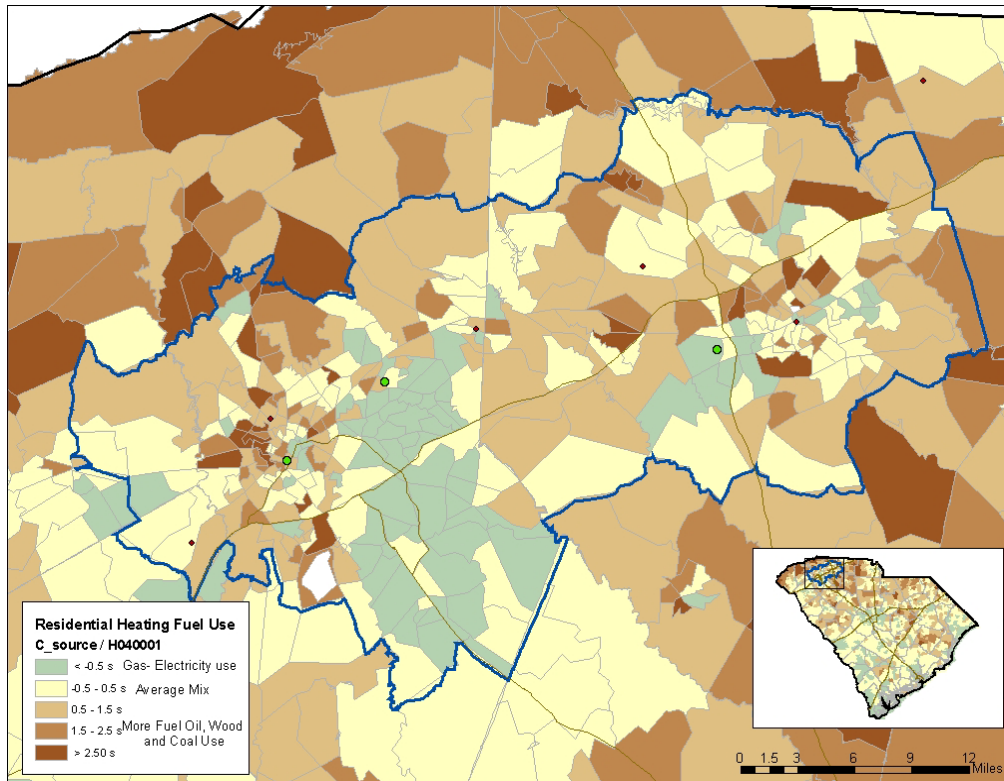 Residential Heating Fuel Use
C_source / H040001
< -0.5 s Gas- Electricity use
-0.5 - 0.5 s Average Mix
0.5 - 1.5 s
1.5 - 2.5 s More Fuel Oil, Wood
and Coal Use
> 2.50 s
0 1.5 3 6 9 12
Miles